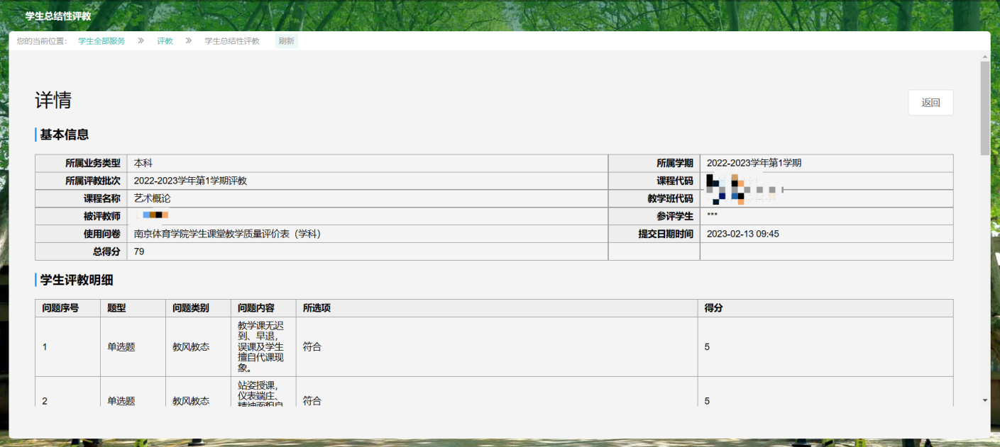 学生总结性评教
您的当前位置： 学生全部服务 » 评教 » 学生总结性评教 刷新
详情
返回
基本信息
所属业务类型 本科 所属学期 2022-2023学年第1学期
所属评教批次 2022-2023学年第1学期评教 课程代码
课程名称 艺术概论 教学班代码
被评教师 参评学生 ***
使用问卷 南京体育学院学生课堂教学质量评价表（学科） 提交日期时间 2023-02-13 09:45
总得分 79
学生评教明细
问题序号 题型 问题类别 问题内容 所选项 得分
1 单选题 教风教态 教学课无迟
到、早退，
误课及学生
擅自代课现
象。 符合 5
2 单选题 教风教态 站姿授课，
仪表端庄、
符合 5